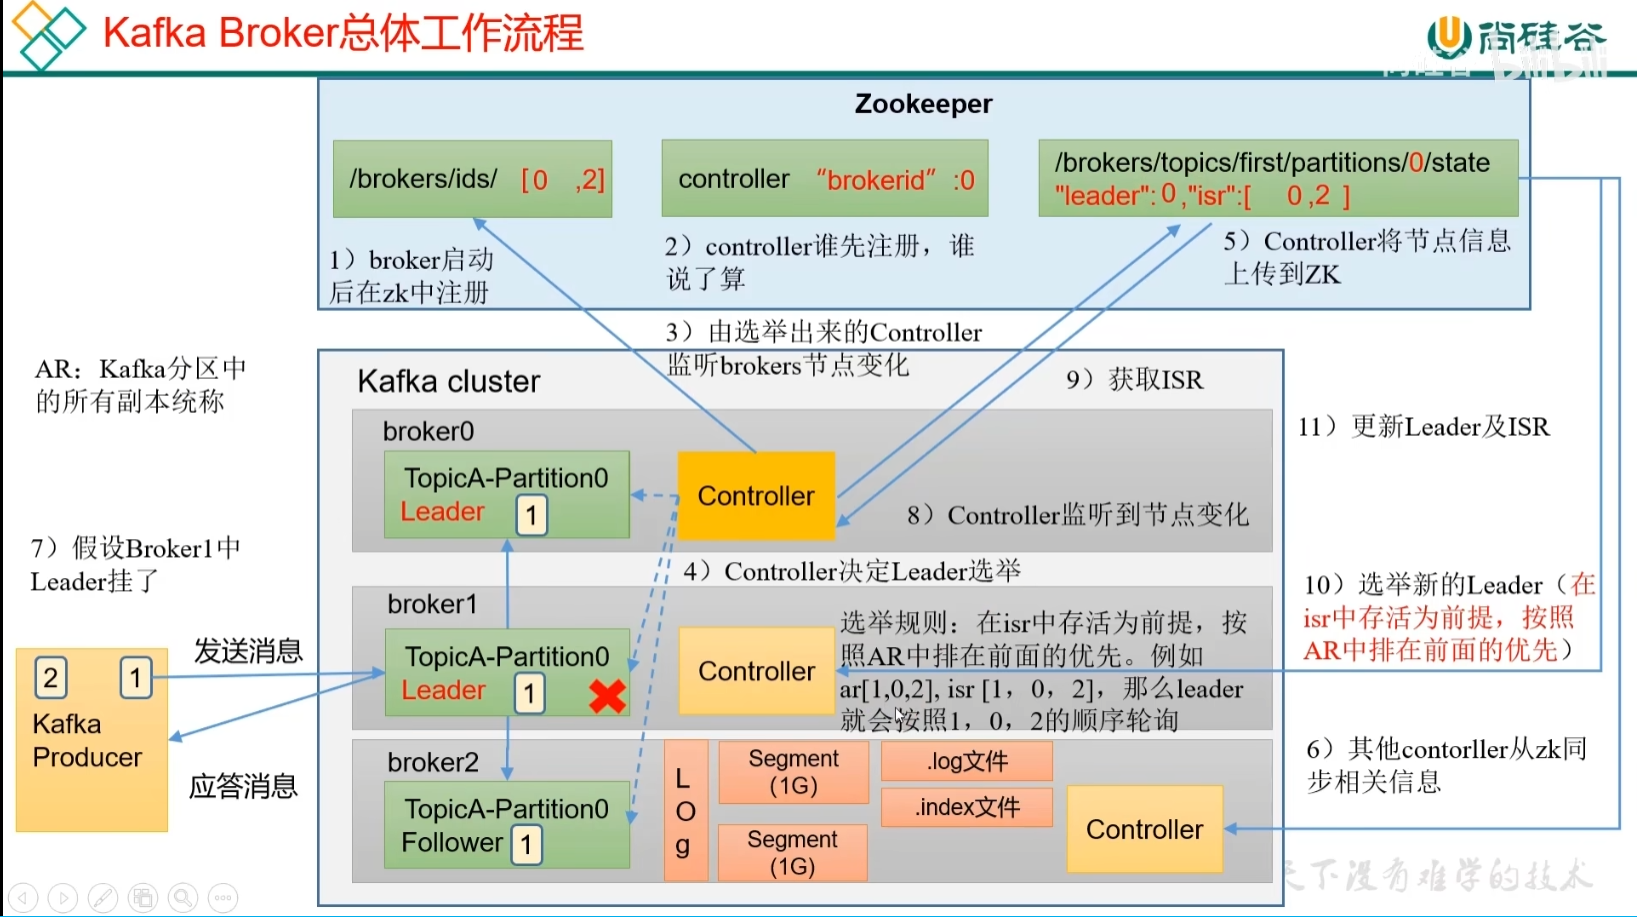 Kafka Broker总体工作流程
尚硅谷
bilibili
Zookeeper
/brokers/ids/ [0 ,2]
controller “brokerid” :0
/brokers/topics/first/partitions/0/state
"leader":0 ,"isr":[ 0 ,2 ]
1）broker启动
后在zk中注册
2）controller谁先注册，谁
说了算
5）Controller将节点信息
上传到ZK
3）由选举出来的Controller
监听brokers节点变化
AR：Kafka分区中
的所有副本统称
Kafka cluster
9）获取ISR
11）更新Leader及ISR
broker0
TopicA-Partition0
Leader 1
Controller
8）Controller监听到节点变化
7）假设Broker1中
Leader挂了
4）Controller决定Leader选举
10）选举新的Leader（在
isr中存活为前提，按照
AR中排在前面的优先）
broker1
TopicA-Partition0
Leader 1
Controller
选举规则：在isr中存活为前提，按
照AR中排在前面的优先。例如
ar[1,0,2], isr [1，0，2]，那么leader
就会按照1，0，2的顺序轮询
发送消息
2 1
Kafka
Producer
应答消息
broker2
TopicA-Partition0
Follower 1
L
O
g
Segment
(1G)
Segment
(1G)
.log文件
.index文件
Controller
6）其他contorller从zk同
步相关信息
天下没有难学的技术